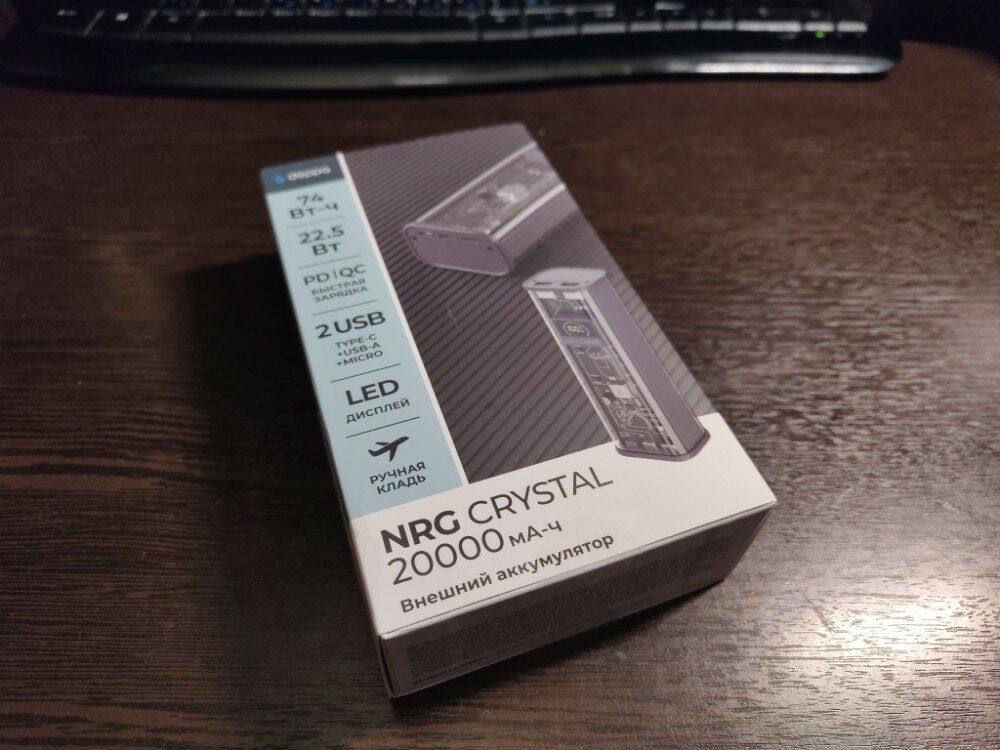 deppa
74
Вт-ч
22.5
Вт
PD|QC
БЫСТРАЯ
ЗАРЯДКА
2 USB
TYPE-C
+USB-A
+MICRO
LED
ДИСПЛЕЙ
РУЧНАЯ
КЛАДЬ
100%
NRG CRYSTAL
20000 мА-ч
Внешний аккумулятор